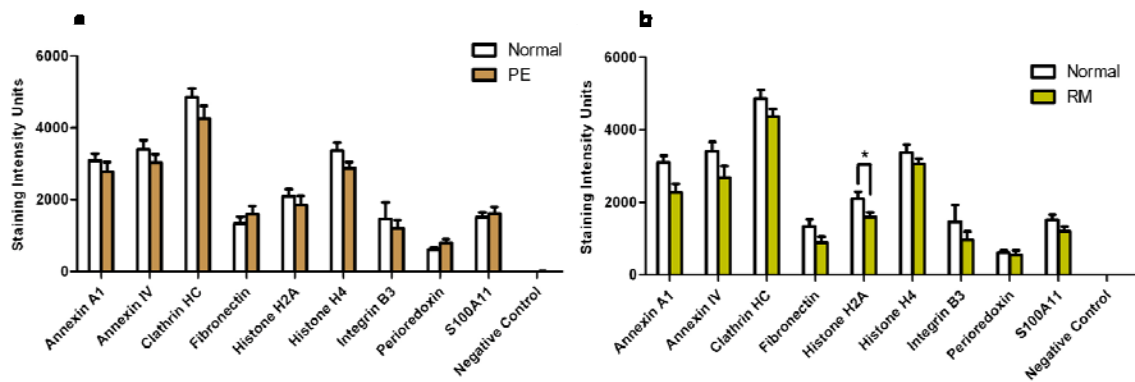 a
6000
4000
2000
0
Staining Intensity Units
Normal
PE
Annexin A1
Annexin IV
Clathrin HC
Fibronectin
Histone H2A
Histone H4
Integrin B3
Perioredoxin
S100A11
Negative Control
b
6000
4000
2000
0
Staining Intensity Units
Normal
RM
*
Annexin A1
Annexin IV
Clathrin HC
Fibronectin
Histone H2A
Histone H4
Integrin B3
Perioredoxin
S100A11
Negative Control